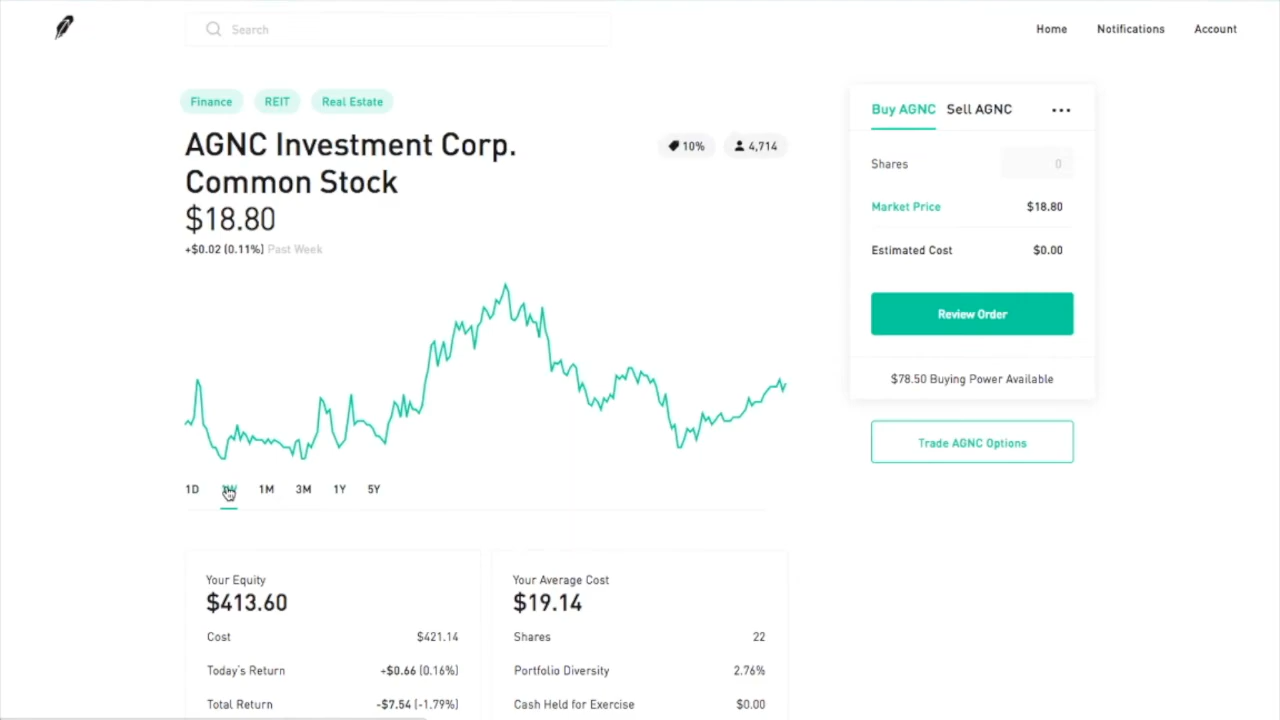 Search
Home Notifications Account
Finance REIT Real Estate
AGNC Investment Corp.
Common Stock
10% 4,714
$18.80
+$0.02 (0.11%) Past Week
1D 1M 3M 1Y 5Y
Your Equity
$413.60
Cost $421.14
Today's Return +$0.66 (0.16%)
Total Return -$7.54 (-1.79%)
Your Average Cost
$19.14
Shares 22
Portfolio Diversity 2.76%
Cash Held for Exercise $0.00
Buy AGNC Sell AGNC
Shares 0
Market Price $18.80
Estimated Cost $0.00
Review Order
$78.50 Buying Power Available
Trade AGNC Options